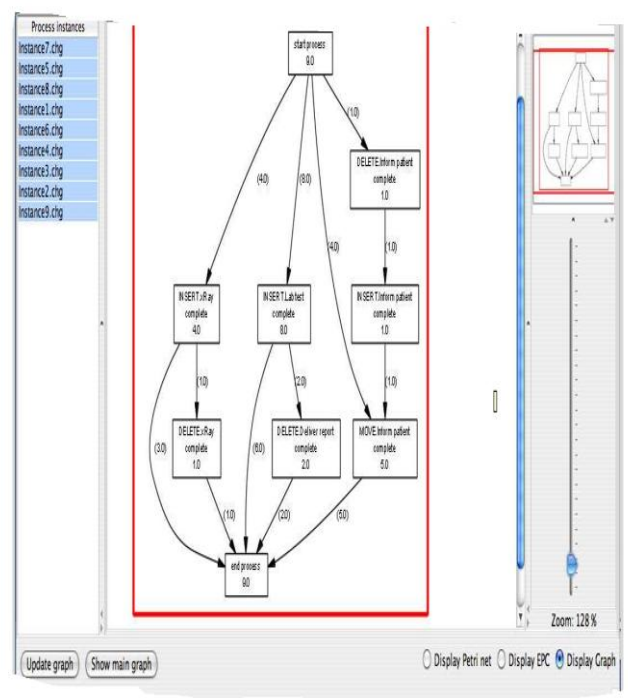 Process instances
Instance7.chg
Instance5.chg
Instance8.chg
Instance1.chg
Instance6.chg
Instance4.chg
Instance3.chg
Instance2.chg
Instance9.chg
start process
9.0
(1.0)
DELETE.Inform patient
complete
1.0
(4.0)
(8.0)
(4.0)
(1.0)
INSERT.xRay
complete
4.0
INSERT.Lab test
complete
8.0
INSERT.Inform patient
complete
1.0
(1.0)
(2.0)
(1.0)
DELETE.xRay
complete
1.0
DELETE.Deliver report
complete
2.0
MOVE.Inform patient
complete
5.0
(3.0)
(6.0)
(1.0)
(2.0)
(5.0)
end process
9.0
Zoom: 128 %
Update graph
Show main graph
Display Petri net
Display EPC
Display Graph